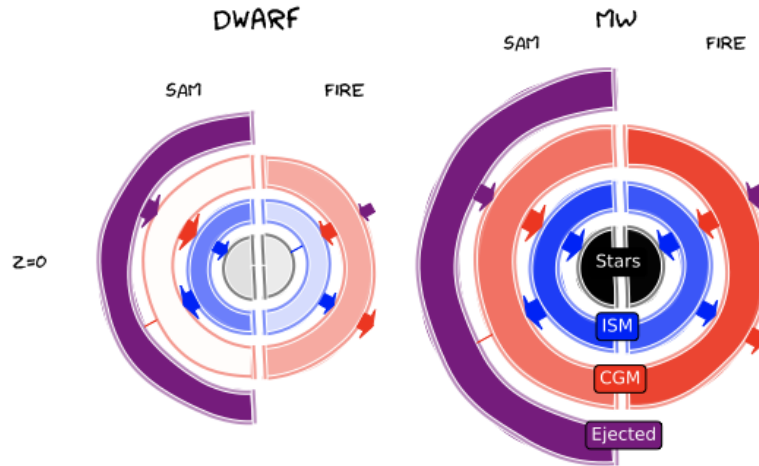 DWARF
MW
SAM
FIRE
SAM
FIRE
Z=0
Stars
ISM
CGM
Ejected